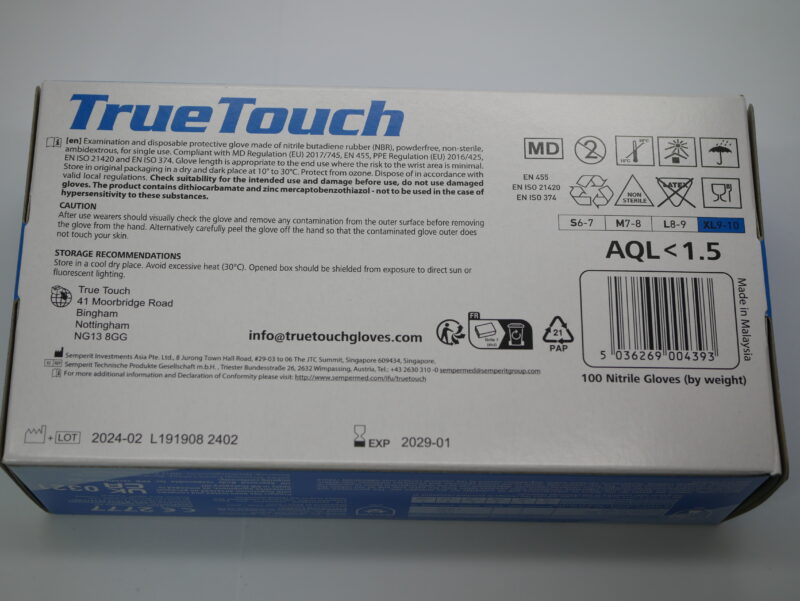 TrueTouch
[en] Examination and disposable protective glove made of nitrile butadiene rubber (NBR), powderfree, non-sterile,
ambidextrous, for single use. Compliant with MD Regulation (EU) 2017/745, EN 455, PPE Regulation (EU) 2016/425,
EN ISO 21420 and EN ISO 374. Glove length is appropriate to the end use where the risk to the wrist area is minimal.
Store in original packaging in a dry and dark place at 10° to 30°C. Protect from ozone. Dispose of in accordance with
valid local regulations. Check suitability for the intended use and damage before use, do not use damaged
gloves. The product contains dithiocarbamate and zinc mercaptobenzothiazol - not to be used in the case of
hypersensitivity to these substances.
CAUTION
After use wearers should visually check the glove and remove any contamination from the outer surface before removing
the glove from the hand. Alternatively carefully peel the glove off the hand so that the contaminated glove outer does
not touch your skin.
STORAGE RECOMMENDATIONS
Store in a cool dry place. Avoid excessive heat (30°C). Opened box should be shielded from exposure to direct sun or
fluorescent lighting.
True Touch
41 Moorbridge Road
Bingham
Nottingham
NG13 8GG
info@truetouchgloves.com
FR
21
PAP
Semperit Investments Asia Pte. Ltd., 8 Jurong Town Hall Road, #29-03 to 06 The JTC Summit, Singapore 609434, Singapore,
Semperit Technische Produkte Gesellschaft m.b.H. , Triester Bundesstraße 26, 2632 Wimpassing, Austria, Tel.: +43 2630 310 -0 sempermed@semperitgroup.com
For more additional information and Declaration of Conformity please visit: http://www.sempermed.com/ifu/truetouch
+ LOT 2024-02 L191908 2402
EXP 2029-01
MD 2
EN 455
EN ISO 21420
EN ISO 374
NON
STERILE
LATEX
S6-7 M7-8 L8-9 XL9-10
AQL<1.5
5 036269 004393
Made in Malaysia
100 Nitrile Gloves (by weight)
UK
CA 0321
CE 2777